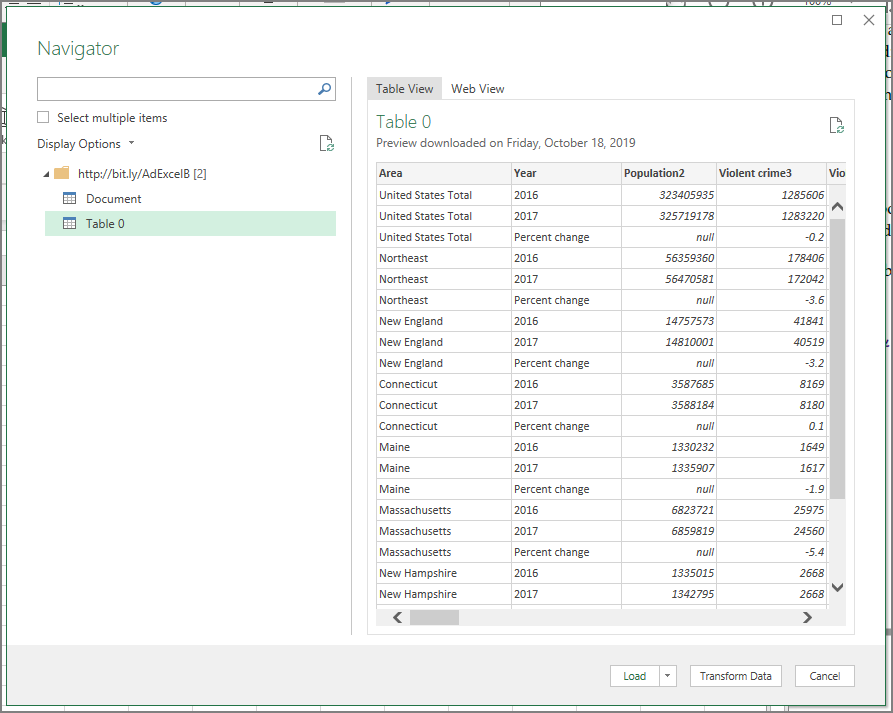 Navigator
Select multiple items
Display Options
http://bit.ly/AdExcelB [2]
Document
Table 0
Table View Web View
Table 0
Preview downloaded on Friday, October 18, 2019
Area Year Population2 Violent crime3 Vio
United States Total 2016 323405935 1285606
United States Total 2017 325719178 1283220
United States Total Percent change null -0.2
Northeast 2016 56359360 178406
Northeast 2017 56470581 172042
Northeast Percent change null -3.6
New England 2016 14757573 41841
New England 2017 14810001 40519
New England Percent change null -3.2
Connecticut 2016 3587685 8169
Connecticut 2017 3588184 8180
Connecticut Percent change null 0.1
Maine 2016 1330232 1649
Maine 2017 1335907 1617
Maine Percent change null -1.9
Massachusetts 2016 6823721 25975
Massachusetts 2017 6859819 24560
Massachusetts Percent change null -5.4
New Hampshire 2016 1335015 2668
New Hampshire 2017 1342795 2668
Load Transform Data Cancel